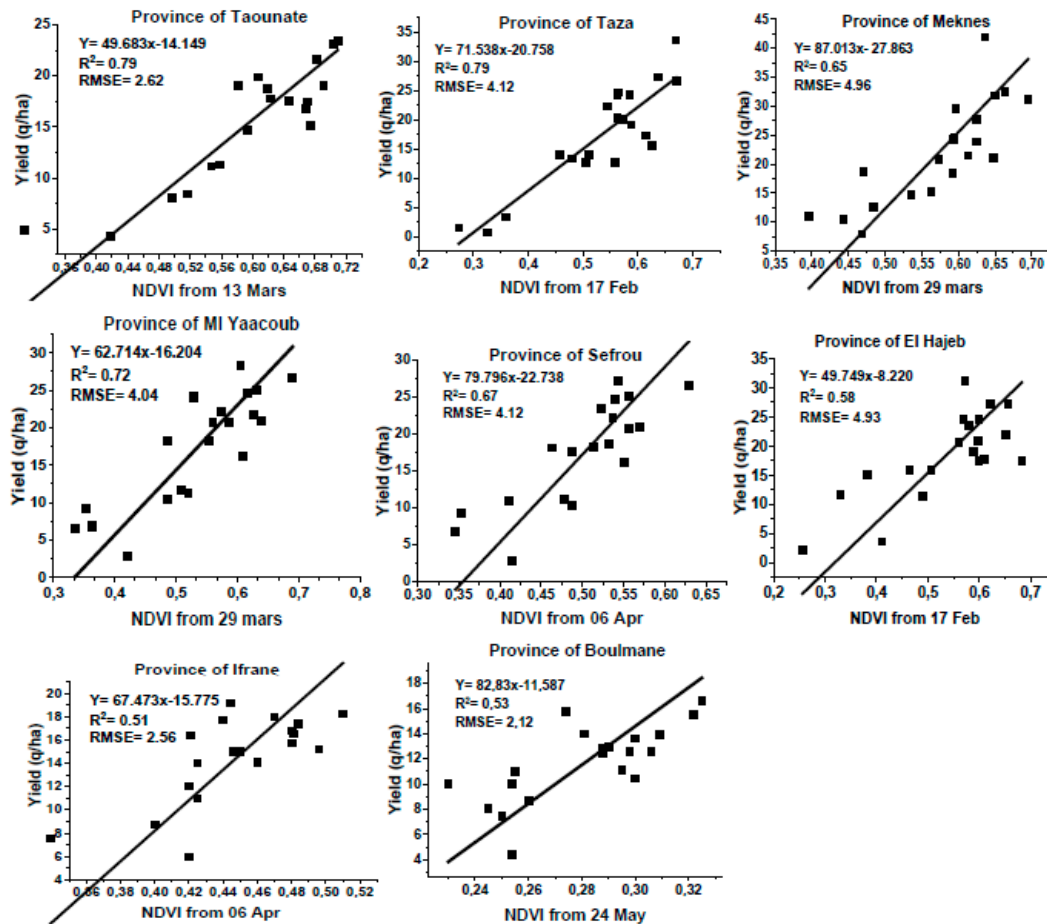 Province of Taounate
Y= 49.683x-14.149
R²= 0.79
RMSE= 2.62
Yield (q/ha)
25
20
15
10
5
0,36 0,40 0,44 0,48 0,52 0,56 0,60 0,64 0,68 0,72
NDVI from 13 Mars
Province of Taza
Y= 71.538x-20.758
R²= 0.79
RMSE= 4.12
Yield (q/ha)
35
30
25
20
15
10
5
0
0,2 0,3 0,4 0,5 0,6 0,7 0,8
NDVI from 17 Feb
Province of Meknes
Y= 87.013x- 27.863
R²= 0.65
RMSE= 4.96
Yield (q/ha)
45
40
35
30
25
20
15
10
5
0,35 0,40 0,45 0,50 0,55 0,60 0,65 0,70
NDVI from 29 mars
Province of MI Yaacoub
Y= 62.714x-16.204
R²= 0.72
RMSE= 4.04
Yield (q/ha)
30
25
20
15
10
5
0
0,3 0,4 0,5 0,6 0,7 0,8
NDVI from 29 mars
Province of Sefrou
Y= 79.796x-22.738
R²= 0.67
RMSE= 4.12
Yield (q/ha)
30
25
20
15
10
5
0
0,30 0,35 0,40 0,45 0,50 0,55 0,60 0,65
NDVI from 06 Apr
Province of El Hajeb
Y= 49.749x-8.220
R²= 0.58
RMSE= 4.93
Yield (q/ha)
35
30
25
20
15
10
5
0
0,2 0,3 0,4 0,5 0,6 0,7 0,8
NDVI from 17 Feb
Province of Ifrane
Y= 67.473x-15.775
R²= 0.51
RMSE= 2.56
Yield (q/ha)
20
18
16
14
12
10
8
6
4
0,36 0,38 0,40 0,42 0,44 0,46 0,48 0,50 0,52
NDVI from 06 Apr
Province of Boulmane
Y= 82,83x-11,587
R²= 0,53
RMSE= 2,12
Yield (q/ha)
18
16
14
12
10
8
6
4
0,24 0,26 0,28 0,30 0,32
NDVI from 24 May